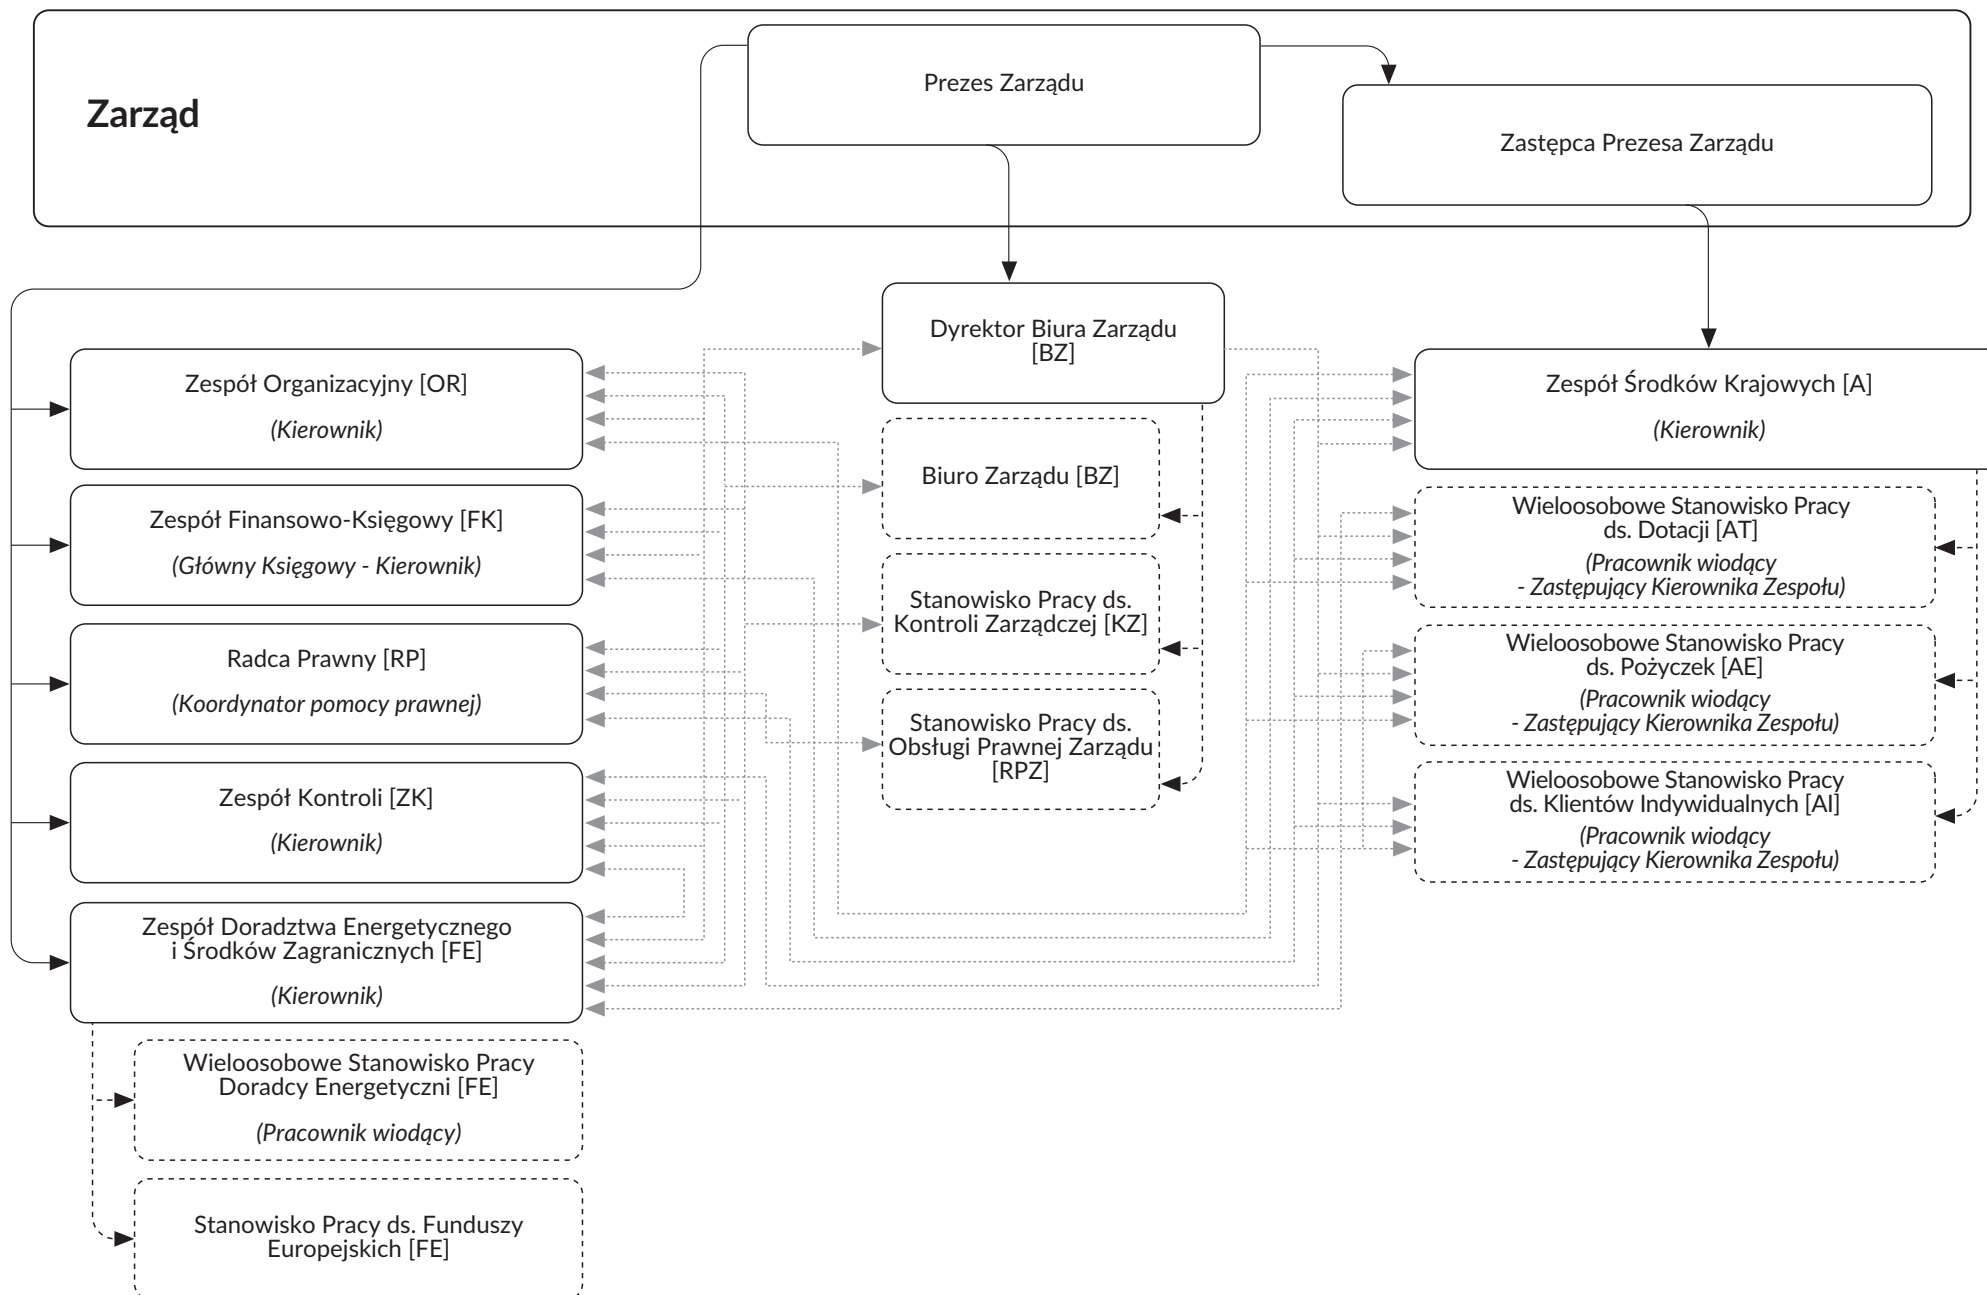 Zarząd
Prezes Zarządu
Zastępca Prezesa Zarządu
Zespół Organizacyjny [OR]
(Kierownik)
Zespół Finansowo-Księgowy [FK]
(Główny Księgowy - Kierownik)
Radca Prawny [RP]
(Koordynator pomocy prawnej)
Zespół Kontroli [ZK]
(Kierownik)
Zespół Doradztwa Energetycznego
i Środków Zagranicznych [FE]
(Kierownik)
Wieloosobowe Stanowisko Pracy
Doradcy Energetyczni [FE]
(Pracownik wiodący)
Stanowisko Pracy ds. Funduszy
Europejskich [FE]
Dyrektor Biura Zarządu
[BZ]
Biuro Zarządu [BZ]
Stanowisko Pracy ds.
Kontroli Zarządczej [KZ]
Stanowisko Pracy ds.
Obsługi Prawnej Zarządu
[RPZ]
Zespół Środków Krajowych [A]
(Kierownik)
Wieloosobowe Stanowisko Pracy
ds. Dotacji [AT]
(Pracownik wiodący
- Zastępujący Kierownika Zespołu)
Wieloosobowe Stanowisko Pracy
ds. Pożyczek [AE]
(Pracownik wiodący
- Zastępujący Kierownika Zespołu)
Wieloosobowe Stanowisko Pracy
ds. Klientów Indywidualnych [AI]
(Pracownik wiodący
- Zastępujący Kierownika Zespołu)